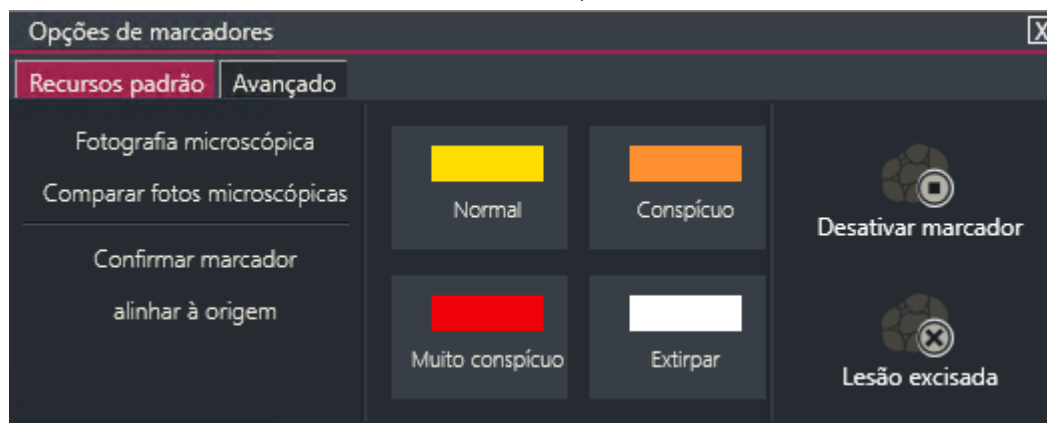 Opções de marcadores
X
Recursos padrão
Avançado
Fotografia microscópica
Comparar fotos microscópicas
Confirmar marcador
alinhar à origem
Normal
Conspícuo
Muito conspícuo
Extirpar
Desativar marcador
Lesão excisada